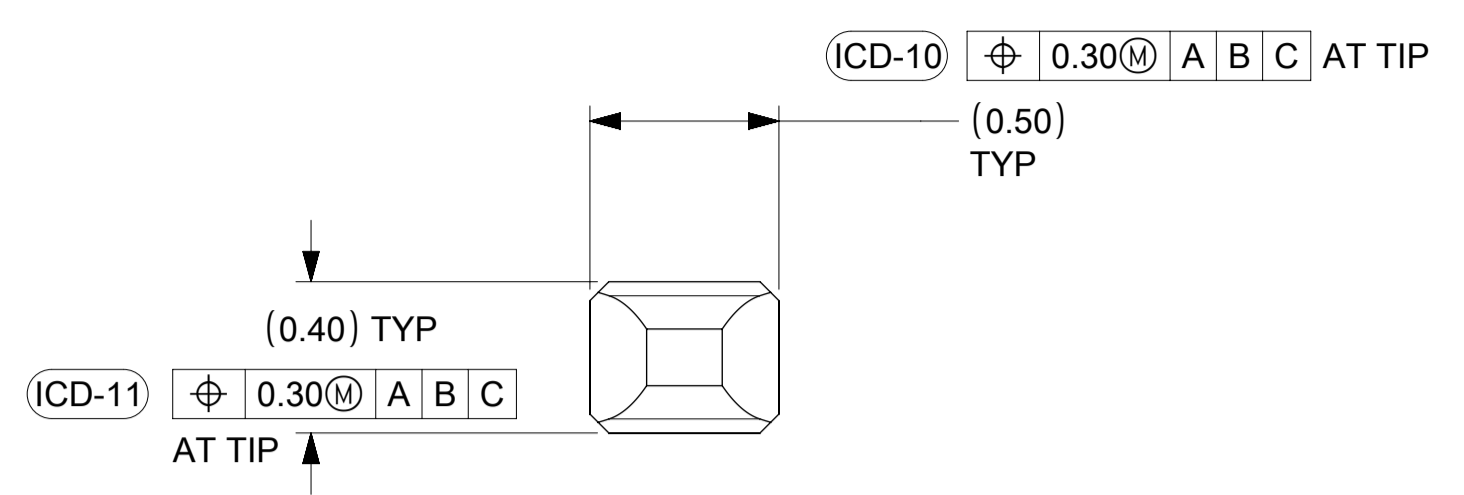 ICD-10 ⌖ 0.30Ⓜ A B C AT TIP
(0.50)
TYP
(0.40) TYP
ICD-11 ⌖ 0.30Ⓜ A B C
AT TIP